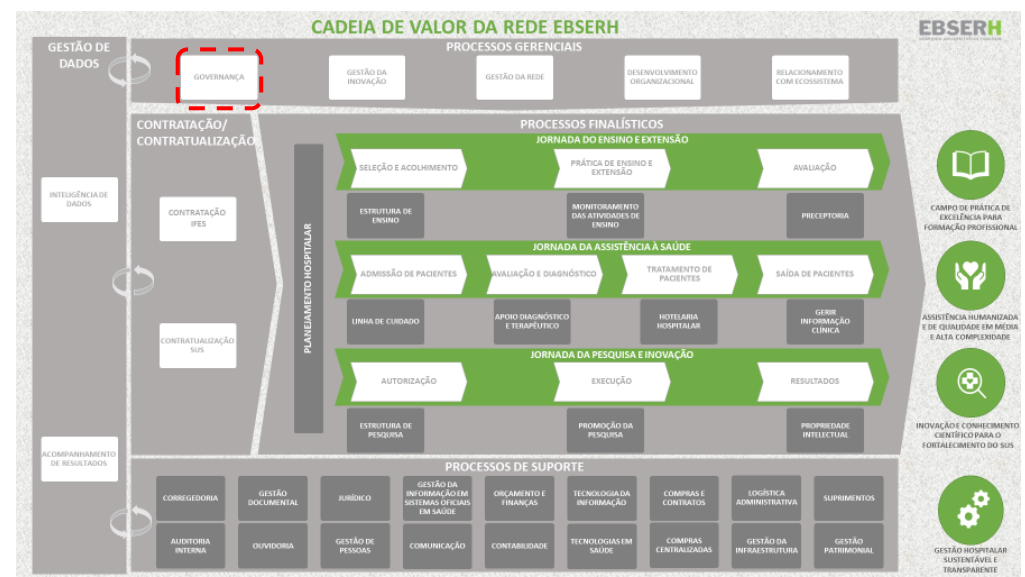 CADEIA DE VALOR DA REDE EBSERH
EBSERH
GESTÃO DE
DADOS
INTELIGÊNCIA DE
DADOS
ACOMPANHAMENTO
DE RESULTADOS
PROCESSOS GERENCIAIS
GOVERNANÇA
GESTÃO DA
INOVAÇÃO
GESTÃO DA REDE
DESENVOLVIMENTO
ORGANIZACIONAL
RELACIONAMENTO
COM ECOSSISTEMA
CONTRATAÇÃO/
CONTRATUALIZAÇÃO
CONTRATAÇÃO
IFES
CONTRATUALIZAÇÃO
SUS
PROCESSOS FINALÍSTICOS
PLANEJAMENTO HOSPITALAR
JORNADA DO ENSINO E EXTENSÃO
SELEÇÃO E ACOLHIMENTO
PRÁTICA DE ENSINO E
EXTENSÃO
AVALIAÇÃO
ESTRUTURA DE
ENSINO
MONITORAMENTO
DAS ATIVIDADES DE
ENSINO
PRECEPTORIA
JORNADA DA ASSISTÊNCIA À SAÚDE
ADMISSÃO DE PACIENTES
AVALIAÇÃO E DIAGNÓSTICO
TRATAMENTO DE
PACIENTES
SAÍDA DE PACIENTES
LINHA DE CUIDADO
APOIO DIAGNÓSTICO
E TERAPÊUTICO
HOTELARIA
HOSPITALAR
GERIR
INFORMAÇÃO
CLÍNICA
JORNADA DA PESQUISA E INOVAÇÃO
AUTORIZAÇÃO
EXECUÇÃO
RESULTADOS
ESTRUTURA DE
PESQUISA
PROMOÇÃO DA
PESQUISA
PROPRIEDADE
INTELECTUAL
PROCESSOS DE SUPORTE
CORREGEDORIA
GESTÃO
DOCUMENTAL
JURÍDICO
GESTÃO DA
INFORMAÇÃO EM
SISTEMAS OFICIAIS
EM SAÚDE
ORÇAMENTO E
FINANÇAS
TECNOLOGIA DA
INFORMAÇÃO
COMPRAS E
CONTRATOS
LOGÍSTICA
ADMINISTRATIVA
SUPRIMENTOS
AUDITORIA
INTERNA
OUVIDORIA
GESTÃO DE
PESSOAS
COMUNICAÇÃO
CONTABILIDADE
TECNOLOGIAS EM
SAÚDE
COMPRAS
CENTRALIZADAS
GESTÃO DA
INFRAESTRUTURA
GESTÃO
PATRIMONIAL
CAMPO DE PRÁTICA DE
EXCELÊNCIA PARA
FORMAÇÃO PROFISSIONAL
ASSISTÊNCIA HUMANIZADA
E DE QUALIDADE EM MÉDIA
E ALTA COMPLEXIDADE
INOVAÇÃO E CONHECIMENTO
CIENTÍFICO PARA O
FORTALECIMENTO DO SUS
GESTÃO HOSPITALAR
SUSTENTÁVEL E
TRANSPARENTE